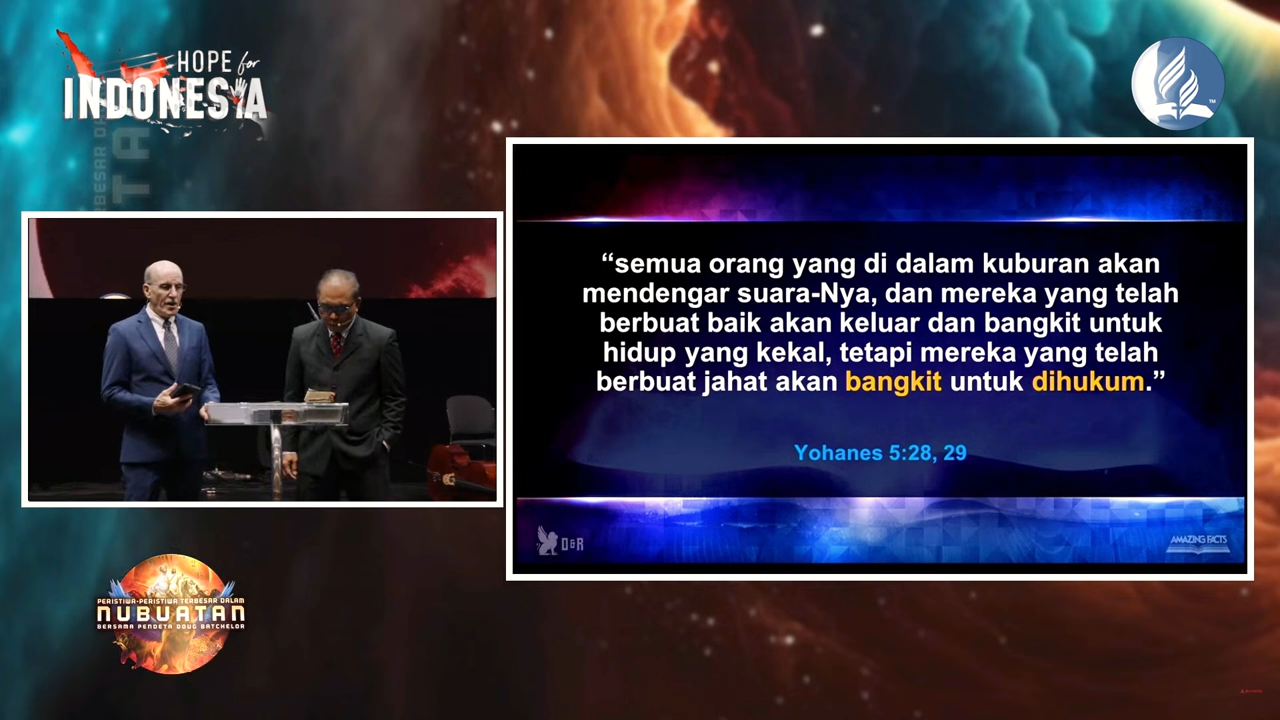 HOPE for
INDONESIA
“semua orang yang di dalam kuburan akan
mendengar suara-Nya, dan mereka yang telah
berbuat baik akan keluar dan bangkit untuk
hidup yang kekal, tetapi mereka yang telah
berbuat jahat akan bangkit untuk dihukum.”
Yohanes 5:28, 29
D&R
AMAZING FACTS
PERISTIWA-PERISTIWA TERBESAR DALAM
NUBUATAN
BERSAMA PENDETA DOUG BATCHELOR